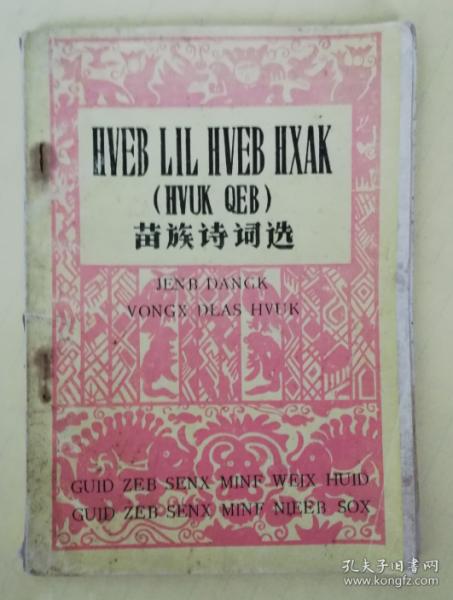 HVEB LIL HVEB HXAK
(HVUK QEB)
苗族诗词选
JENB DANGK
VONGX DLAS HVUK
GUID ZEB SENX MINF WEIX HUID
GUID ZEB SENX MINF NIEEB SOX
孔夫子旧书网
www.kongfz.com